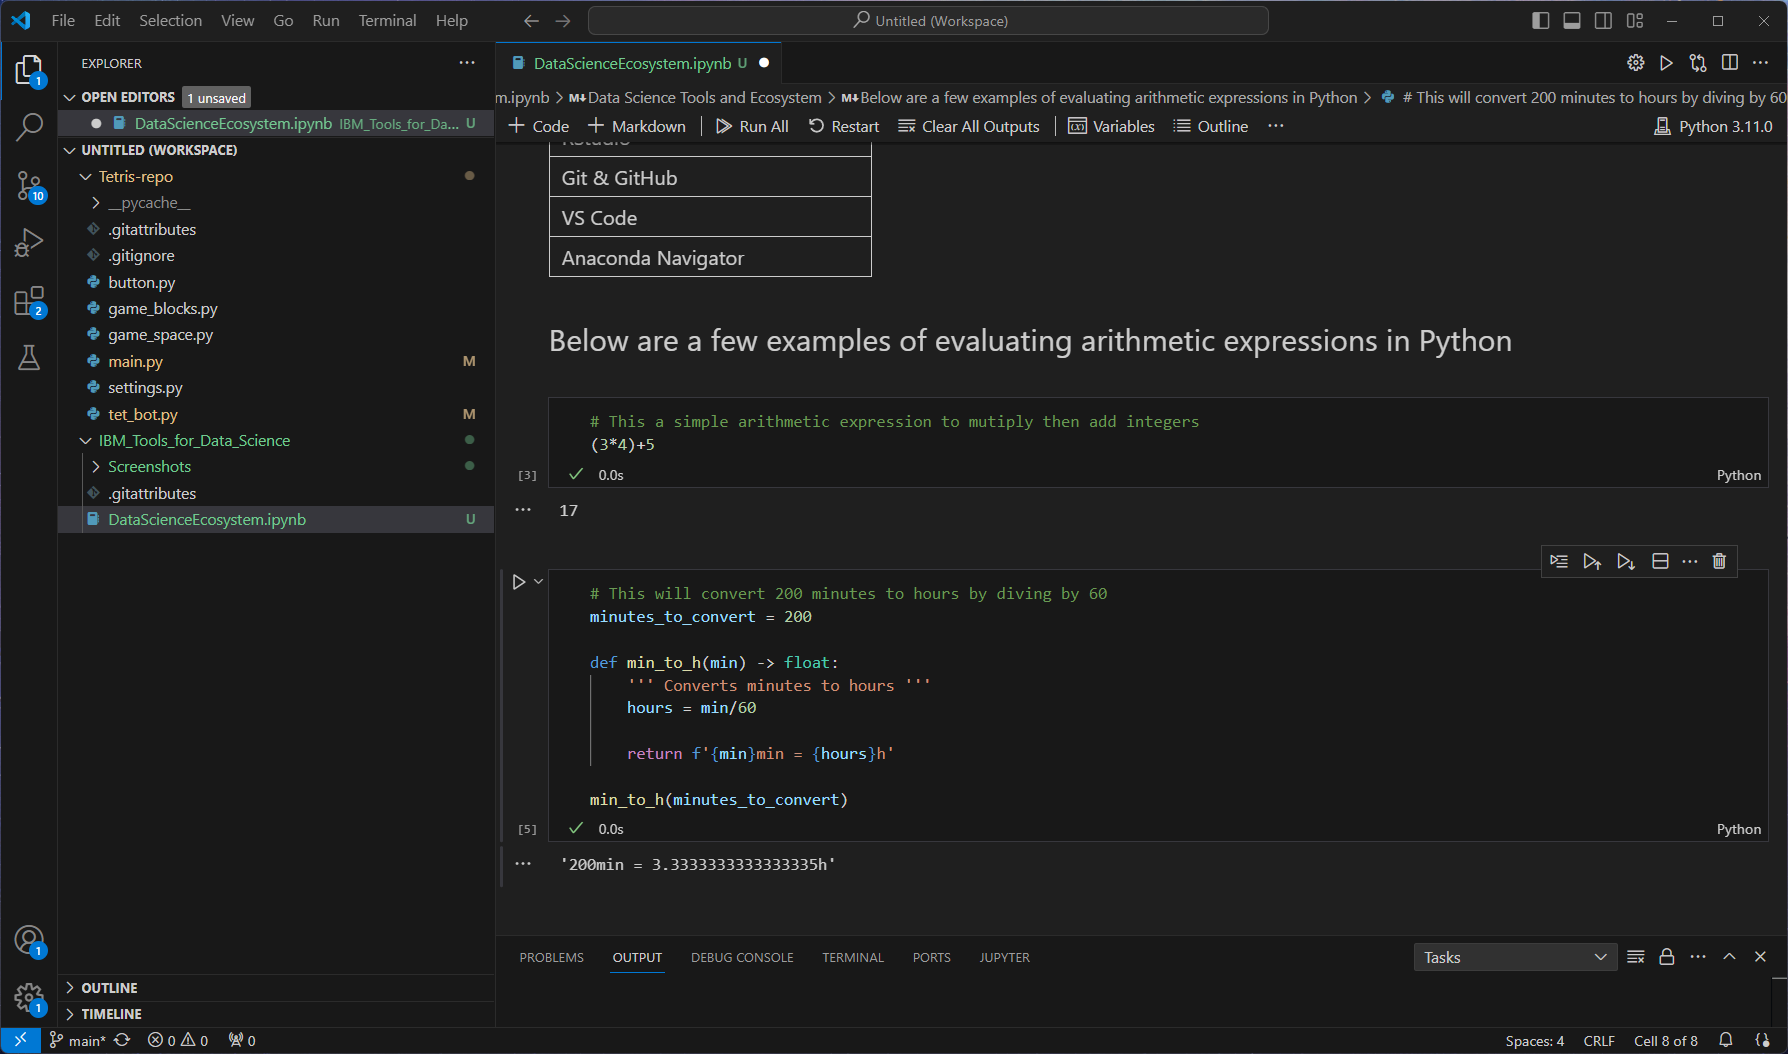 File Edit Selection View Go Run Terminal Help
Untitled (Workspace)
EXPLORER
OPEN EDITORS 1 unsaved
DataScienceEcosystem.ipynb IBM_Tools_for_Da... U
UNTITLED (WORKSPACE)
Tetris-repo
__pycache__
.gitattributes
.gitignore
button.py
game_blocks.py
game_space.py
main.py M
settings.py
tet_bot.py M
IBM_Tools_for_Data_Science
Screenshots
.gitattributes
DataScienceEcosystem.ipynb U
OUTLINE
TIMELINE
1
10
2
1
1
DataScienceEcosystem.ipynb U
m.ipynb > M Data Science Tools and Ecosystem > M Below are a few examples of evaluating arithmetic expressions in Python > # This will convert 200 minutes to hours by diving by 60
Code Markdown Run All Restart Clear All Outputs Variables Outline ... Python 3.11.0
RStudio
Git & GitHub
VS Code
Anaconda Navigator
Below are a few examples of evaluating arithmetic expressions in Python
# This a simple arithmetic expression to mutiply then add integers
(3*4)+5
[3] 0.0s Python
17
# This will convert 200 minutes to hours by diving by 60
minutes_to_convert = 200
def min_to_h(min) -> float:
''' Converts minutes to hours '''
hours = min/60
return f'{min}min = {hours}h'
min_to_h(minutes_to_convert)
[5] 0.0s Python
'200min = 3.3333333333333335h'
PROBLEMS OUTPUT DEBUG CONSOLE TERMINAL PORTS JUPYTER Tasks
main* 0 0 0 Spaces: 4 CRLF Cell 8 of 8